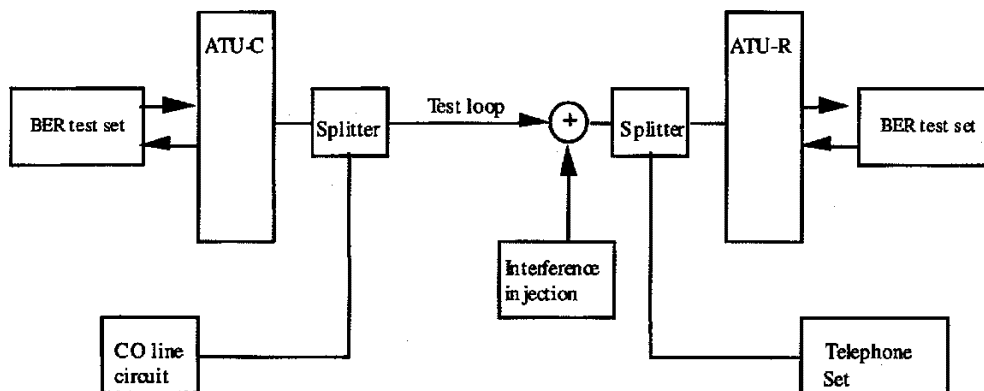 ATU-C
ATU-R
BER test set
Splitter
Test loop
+
Splitter
BER test set
Interference
injection
CO line
circuit
Telephone
Set